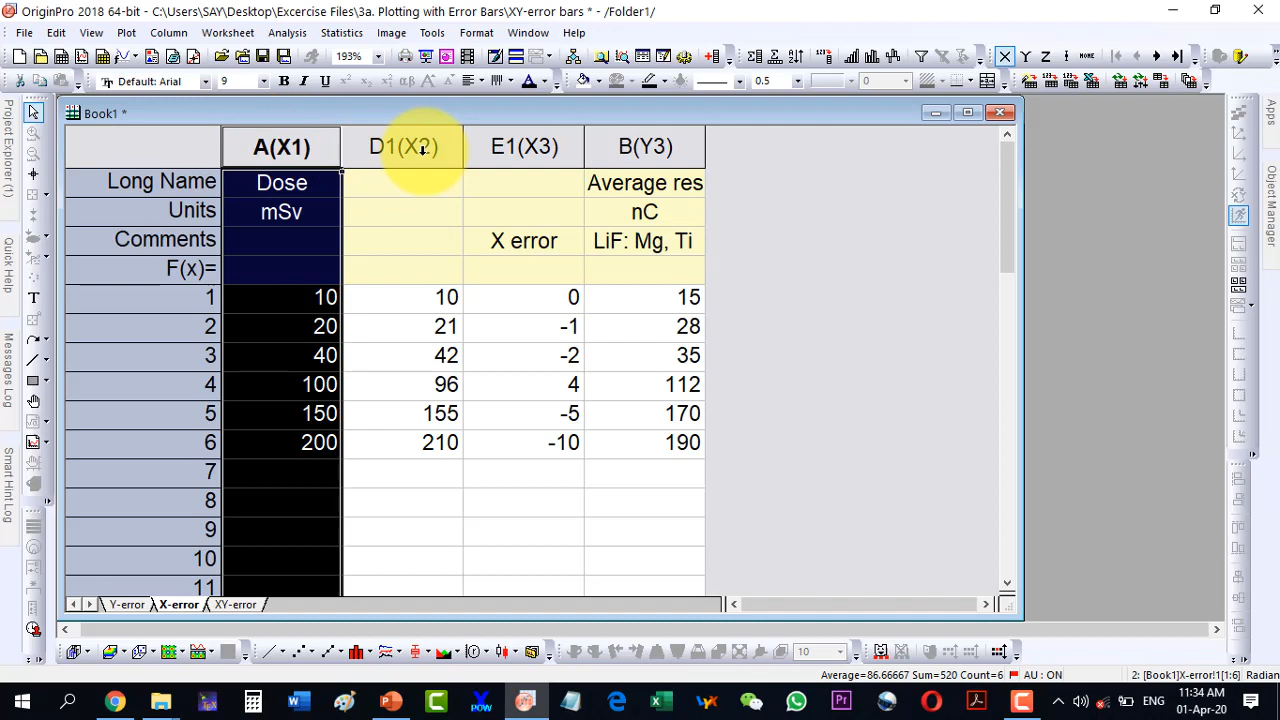 OriginPro 2018 64-bit - C:\Users\SAY\Desktop\Excercise Files\3a. Plotting with Error Bars\XY-error bars * - /Folder1/
File Edit View Plot Column Worksheet Analysis Statistics Image Tools Format Window Help
193%
X Y Z
Default: Arial 9 B I U 0.5 0
Book1 *
A(X1) D1(X2) E1(X3) B(Y3)
Long Name Dose Average res
Units mSv nC
Comments X error LiF: Mg, Ti
F(x)=
1 10 10 0 15
2 20 21 -1 28
3 40 42 -2 35
4 100 96 4 112
5 150 155 -5 170
6 200 210 -10 190
7
8
9
10
11
Y-error X-error XY-error
Project Explorer (1)
Quick Help
Messages Log
Smart Hint Log
Apps
Object Manager
10
Average=86.66667 Sum=520 Count=6 AU : ON 2: [Book1]X-error!1[1:6] Radian
ENG
11:34 AM
01-Apr-20